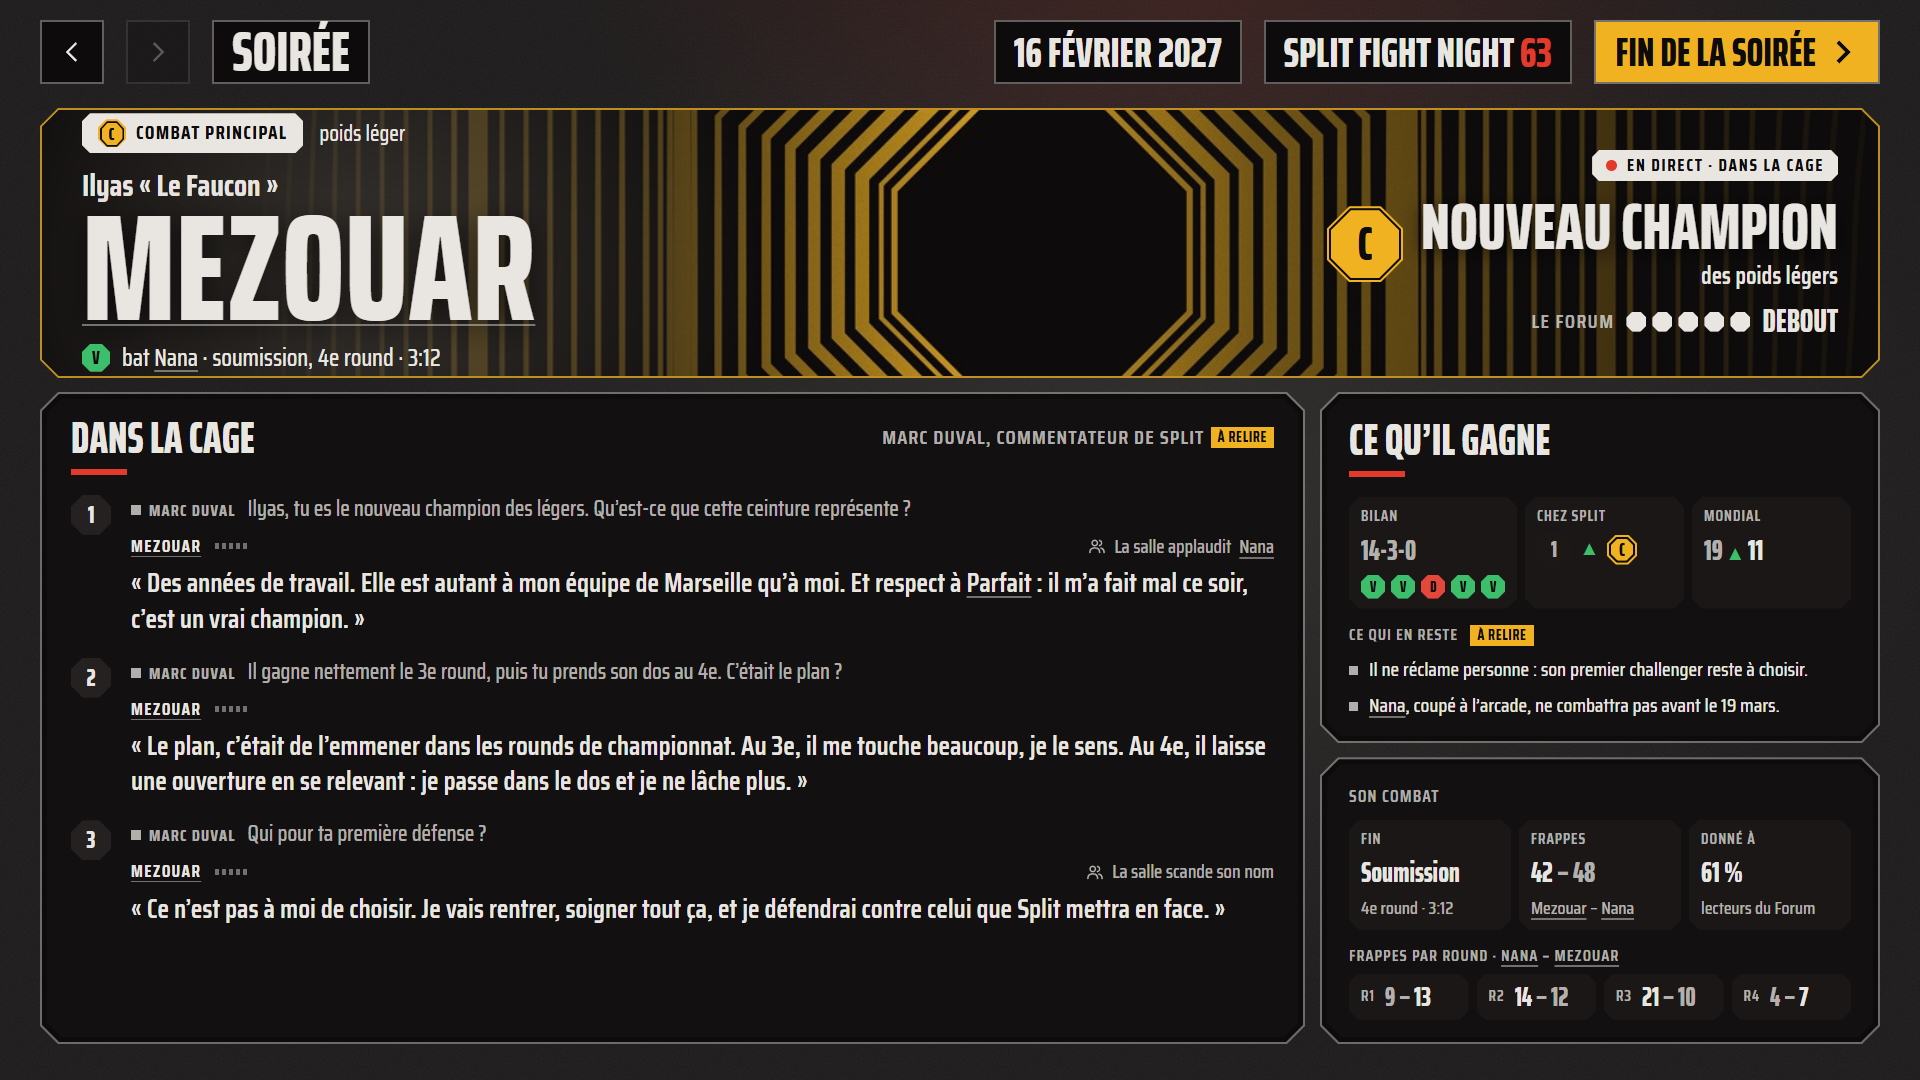 SOIRÉE
16 FÉVRIER 2027
SPLIT FIGHT NIGHT 63
FIN DE LA SOIRÉE
C COMBAT PRINCIPAL poids léger
Ilyas « Le Faucon »
MEZOUAR
V bat Nana · soumission, 4e round · 3:12
EN DIRECT · DANS LA CAGE
C NOUVEAU CHAMPION
des poids légers
LE FORUM DEBOUT
DANS LA CAGE
MARC DUVAL, COMMENTATEUR DE SPLIT À RELIRE
1 MARC DUVAL Ilyas, tu es le nouveau champion des légers. Qu’est-ce que cette ceinture représente ?
MEZOUAR La salle applaudit Nana
« Des années de travail. Elle est autant à mon équipe de Marseille qu’à moi. Et respect à Parfait : il m’a fait mal ce soir,
c’est un vrai champion. »
2 MARC DUVAL Il gagne nettement le 3e round, puis tu prends son dos au 4e. C’était le plan ?
MEZOUAR
« Le plan, c’était de l’emmener dans les rounds de championnat. Au 3e, il me touche beaucoup, je le sens. Au 4e, il laisse
une ouverture en se relevant : je passe dans le dos et je ne lâche plus. »
3 MARC DUVAL Qui pour ta première défense ?
MEZOUAR La salle scande son nom
« Ce n’est pas à moi de choisir. Je vais rentrer, soigner tout ça, et je défendrai contre celui que Split mettra en face. »
CE QU’IL GAGNE
BILAN CHEZ SPLIT MONDIAL
14-3-0 1 ▲ C 19 ▲ 11
V V D V V
CE QUI EN RESTE À RELIRE
Il ne réclame personne : son premier challenger reste à choisir.
Nana, coupé à l’arcade, ne combattra pas avant le 19 mars.
SON COMBAT
FIN FRAPPES DONNÉ À
Soumission 42 – 48 61 %
4e round · 3:12 Mezouar – Nana lecteurs du Forum
FRAPPES PAR ROUND · NANA – MEZOUAR
R1 9 – 13 R2 14 – 12 R3 21 – 10 R4 4 – 7